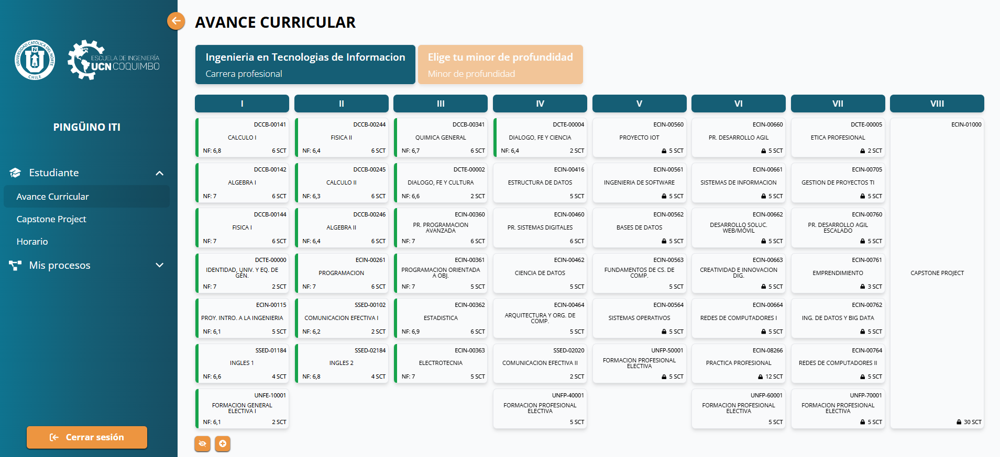 UNIVERSIDAD CATÓLICA DEL NORTE
CHILE
ESCUELA DE INGENIERÍA
UCN COQUIMBO
PINGÜINO ITI
Estudiante
Avance Curricular
Capstone Project
Horario
Mis procesos
Cerrar sesión
AVANCE CURRICULAR
Ingenieria en Tecnologias de Informacion
Carrera profesional
Elige tu minor de profundidad
Minor de profundidad
I
DCCB-00141
CALCULO I
NF: 6,8 6 SCT
DCCB-00142
ALGEBRA I
NF: 7 6 SCT
DCCB-00144
FISICA I
NF: 7 6 SCT
DCTE-00000
IDENTIDAD, UNIV. Y EQ. DE
GÉN.
NF: 7 2 SCT
ECIN-00115
PROY. INTRO. A LA INGENIERIA
NF: 6,1 5 SCT
SSED-01184
INGLES 1
NF: 6,6 4 SCT
UNFE-10001
FORMACION GENERAL
ELECTIVA I
NF: 6,1 2 SCT
II
DCCB-00244
FISICA II
NF: 6,4 6 SCT
DCCB-00245
CALCULO II
NF: 6,3 6 SCT
DCCB-00246
ALGEBRA II
NF: 6,4 6 SCT
ECIN-00261
PROGRAMACION
NF: 7 6 SCT
SSED-00102
COMUNICACION EFECTIVA I
NF: 6,2 2 SCT
SSED-02184
INGLES 2
NF: 6,8 4 SCT
III
DCCB-00341
QUIMICA GENERAL
NF: 6,7 6 SCT
DCTE-00002
DIALOGO, FE Y CULTURA
NF: 6,6 2 SCT
ECIN-00360
PR. PROGRAMACION
AVANZADA
NF: 7 6 SCT
ECIN-00361
PROGRAMACION ORIENTADA
A OBJ.
NF: 7 5 SCT
ECIN-00362
ESTADISTICA
NF: 6,9 6 SCT
ECIN-00363
ELECTROTECNIA
NF: 7 5 SCT
IV
DCTE-00004
DIALOGO, FE Y CIENCIA
NF: 6,4 2 SCT
ECIN-00416
ESTRUCTURA DE DATOS
5 SCT
ECIN-00460
PR. SISTEMAS DIGITALES
6 SCT
ECIN-00462
CIENCIA DE DATOS
5 SCT
ECIN-00464
ARQUITECTURA Y ORG. DE
COMP.
5 SCT
SSED-02020
COMUNICACION EFECTIVA II
2 SCT
UNFP-40001
FORMACION PROFESIONAL
ELECTIVA
5 SCT
V
ECIN-00560
PROYECTO IOT
5 SCT
ECIN-00561
INGENIERIA DE SOFTWARE
5 SCT
ECIN-00562
BASES DE DATOS
5 SCT
ECIN-00563
FUNDAMENTOS DE CS. DE
COMP.
5 SCT
ECIN-00564
SISTEMAS OPERATIVOS
5 SCT
UNFP-50001
FORMACION PROFESIONAL
ELECTIVA
5 SCT
VI
ECIN-00660
PR. DESARROLLO AGIL
5 SCT
ECIN-00661
SISTEMAS DE INFORMACION
5 SCT
ECIN-00662
DESARROLLO SOLUC.
WEB/MÓVIL
5 SCT
ECIN-00663
CREATIVIDAD E INNOVACION
DIG.
5 SCT
ECIN-00664
REDES DE COMPUTADORES I
5 SCT
ECIN-08266
PRACTICA PROFESIONAL
12 SCT
UNFP-60001
FORMACION PROFESIONAL
ELECTIVA
5 SCT
VII
DCTE-00005
ETICA PROFESIONAL
2 SCT
ECIN-00705
GESTION DE PROYECTOS TI
5 SCT
ECIN-00760
PR. DESARROLLO AGIL
ESCALADO
5 SCT
ECIN-00761
EMPRENDIMIENTO
3 SCT
ECIN-00762
ING. DE DATOS Y BIG DATA
5 SCT
ECIN-00764
REDES DE COMPUTADORES II
5 SCT
UNFP-70001
FORMACION PROFESIONAL
ELECTIVA
5 SCT
VIII
ECIN-01000
CAPSTONE PROJECT
30 SCT